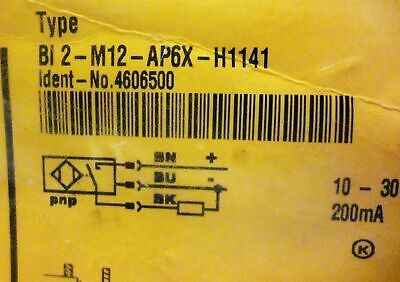 Type
BI 2-M12-AP6X-H1141
Ident-No.4606500
BN +
BU -
pnp
BK
10 - 30
200mA
K